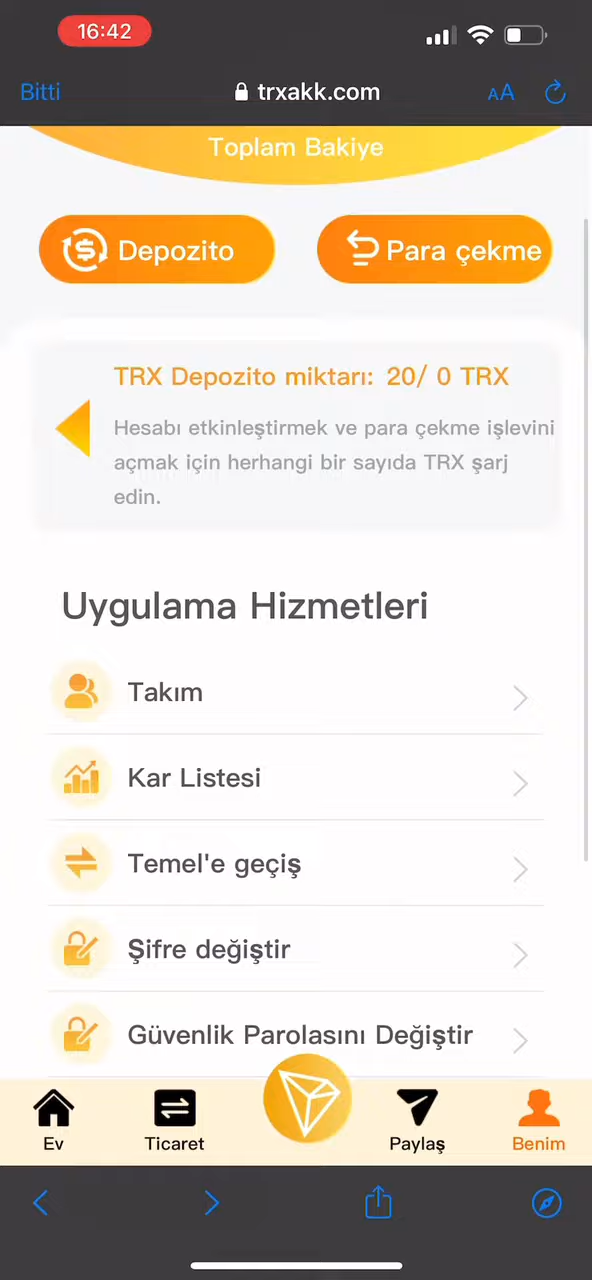 16:42
Bitti
trxakk.com
AA
Toplam Bakiye
Depozito
Para çekme
TRX Depozito miktarı: 20/ 0 TRX
Hesabı etkinleştirmek ve para çekme işlevini
açmak için herhangi bir sayıda TRX şarj
edin.
Uygulama Hizmetleri
Takım
Kar Listesi
Temel'e geçiş
Şifre değiştir
Güvenlik Parolasını Değiştir
Ev
Ticaret
Paylaş
Benim